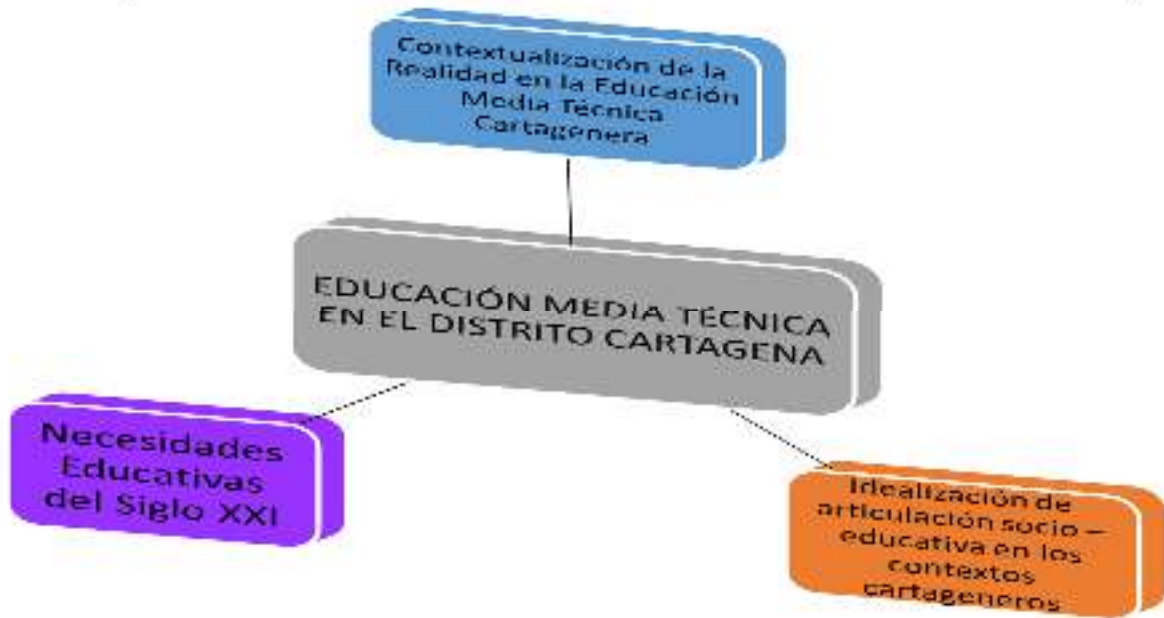 Contextualización de la
Realidad en la Educación
Media Técnica
Cartagenera
EDUCACIÓN MEDIA TÉCNICA
EN EL DISTRITO CARTAGENA
Necesidades
Educativas
del Siglo XXI
Idealización de
articulación socio –
educativa en los
contextos
cartageneros